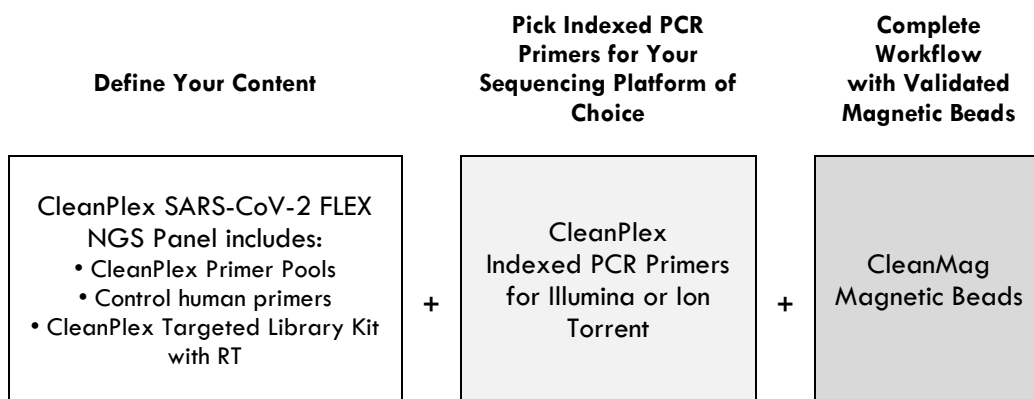 Define Your Content
Pick Indexed PCR
Primers for Your
Sequencing Platform of
Choice
Complete
Workflow
with Validated
Magnetic Beads
CleanPlex SARS-CoV-2 FLEX
NGS Panel includes:
• CleanPlex Primer Pools
• Control human primers
• CleanPlex Targeted Library Kit
with RT
+
CleanPlex
Indexed PCR Primers
for Illumina or Ion
Torrent
+
CleanMag
Magnetic Beads